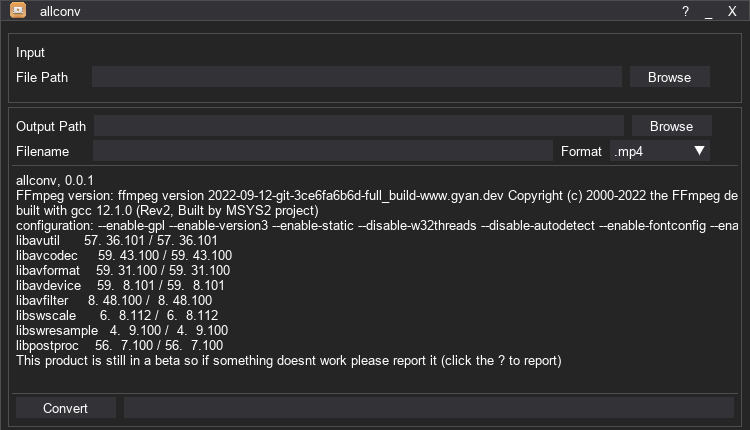 allconv ? _ X
Input
File Path Browse
Output Path Browse
Filename Format .mp4
allconv, 0.0.1
FFmpeg version: ffmpeg version 2022-09-12-git-3ce6fa6b6d-full_build-www.gyan.dev Copyright (c) 2000-2022 the FFmpeg de
built with gcc 12.1.0 (Rev2, Built by MSYS2 project)
configuration: --enable-gpl --enable-version3 --enable-static --disable-w32threads --disable-autodetect --enable-fontconfig --ena
libavutil 57. 36.101 / 57. 36.101
libavcodec 59. 43.100 / 59. 43.100
libavformat 59. 31.100 / 59. 31.100
libavdevice 59. 8.101 / 59. 8.101
libavfilter 8. 48.100 / 8. 48.100
libswscale 6. 8.112 / 6. 8.112
libswresample 4. 9.100 / 4. 9.100
libpostproc 56. 7.100 / 56. 7.100
This product is still in a beta so if something doesnt work please report it (click the ? to report)
Convert